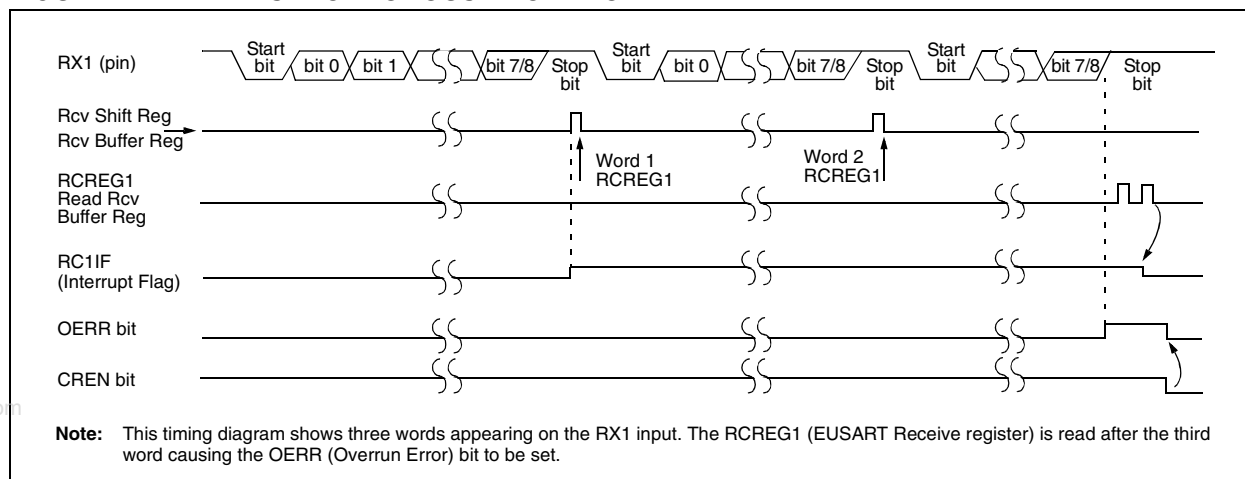 RX1 (pin)
Start bit
bit 0
bit 1
bit 7/8
Stop bit
Start bit
bit 0
bit 7/8
Stop bit
Start bit
bit 7/8
Stop bit
Rcv Shift Reg
Rcv Buffer Reg
Word 1
RCREG1
Word 2
RCREG1
RCREG1
Read Rcv
Buffer Reg
RC1IF
(Interrupt Flag)
OERR bit
CREN bit
om
Note: This timing diagram shows three words appearing on the RX1 input. The RCREG1 (EUSART Receive register) is read after the third
word causing the OERR (Overrun Error) bit to be set.